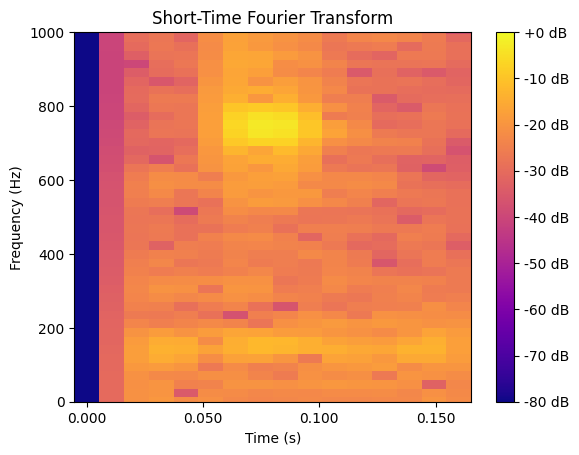 Short-Time Fourier Transform
1000
800
600
400
200
0
Frequency (Hz)
0.000
0.050
0.100
0.150
Time (s)
+0 dB
-10 dB
-20 dB
-30 dB
-40 dB
-50 dB
-60 dB
-70 dB
-80 dB